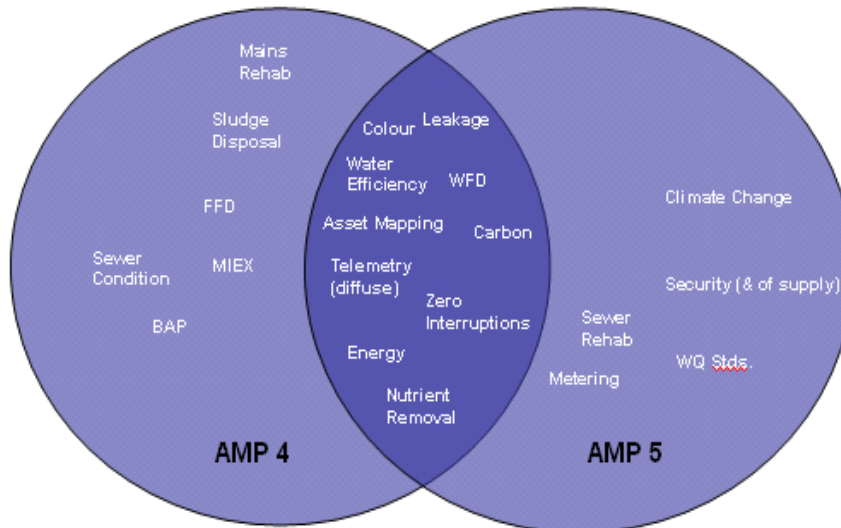 Mains
Rehab
Sludge
Disposal
FFD
Sewer
Condition
MIEX
BAP
AMP 4
Colour
Leakage
Water
Efficiency
WFD
Asset Mapping
Carbon
Telemetry
(diffuse)
Zero
Interruptions
Energy
Nutrient
Removal
Climate Change
Security (& of supply)
Sewer
Rehab
WQ Stds.
Metering
AMP 5